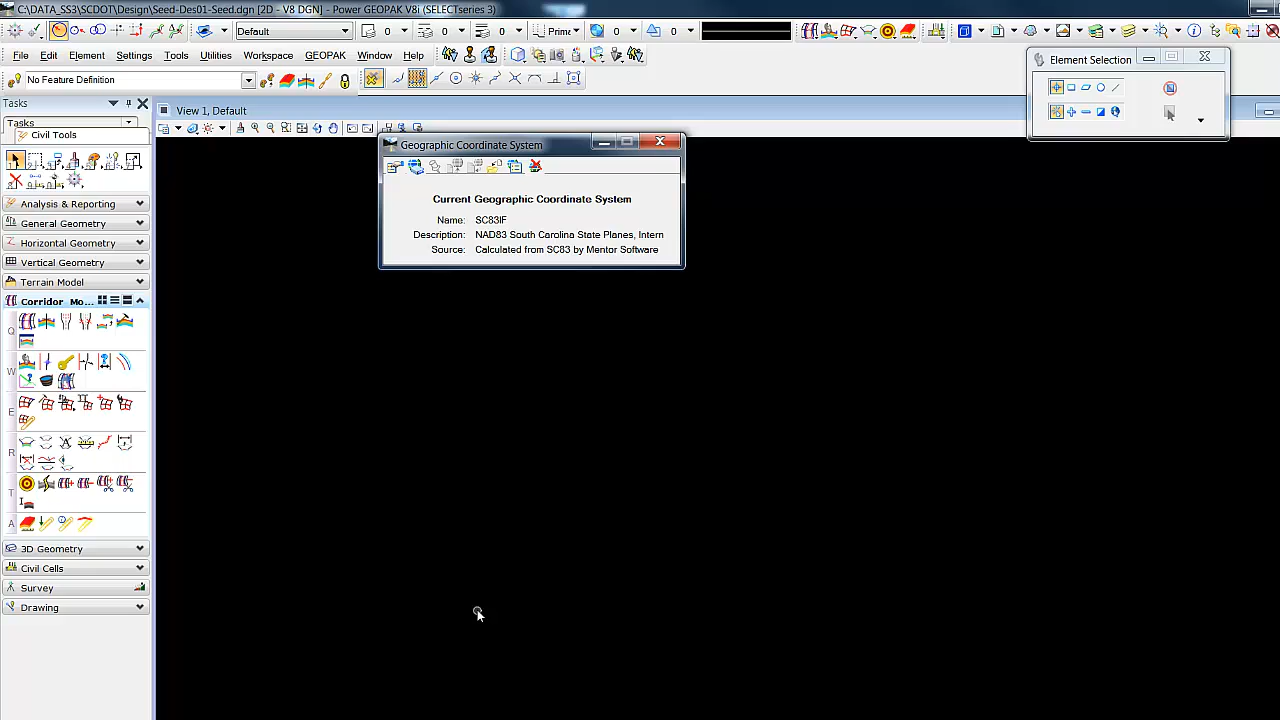 C:\DATA_SS3\SCDOT\Design\Seed-Des01-Seed.dgn [2D - V8 DGN] - Power GEOPAK V8i (SELECTseries 3)
Default 0 0 0 Prima 0 0
File Edit Element Settings Tools Utilities Workspace GEOPAK Window Help
No Feature Definition
Element Selection
Tasks
Tasks
Civil Tools
View 1, Default
Geographic Coordinate System
Current Geographic Coordinate System
Name: SC83IF
Description: NAD83 South Carolina State Planes, Intern
Source: Calculated from SC83 by Mentor Software
Analysis & Reporting
General Geometry
Horizontal Geometry
Vertical Geometry
Terrain Model
Corridor Mo...
Q
W
E
R
T
A
3D Geometry
Civil Cells
Survey
Drawing